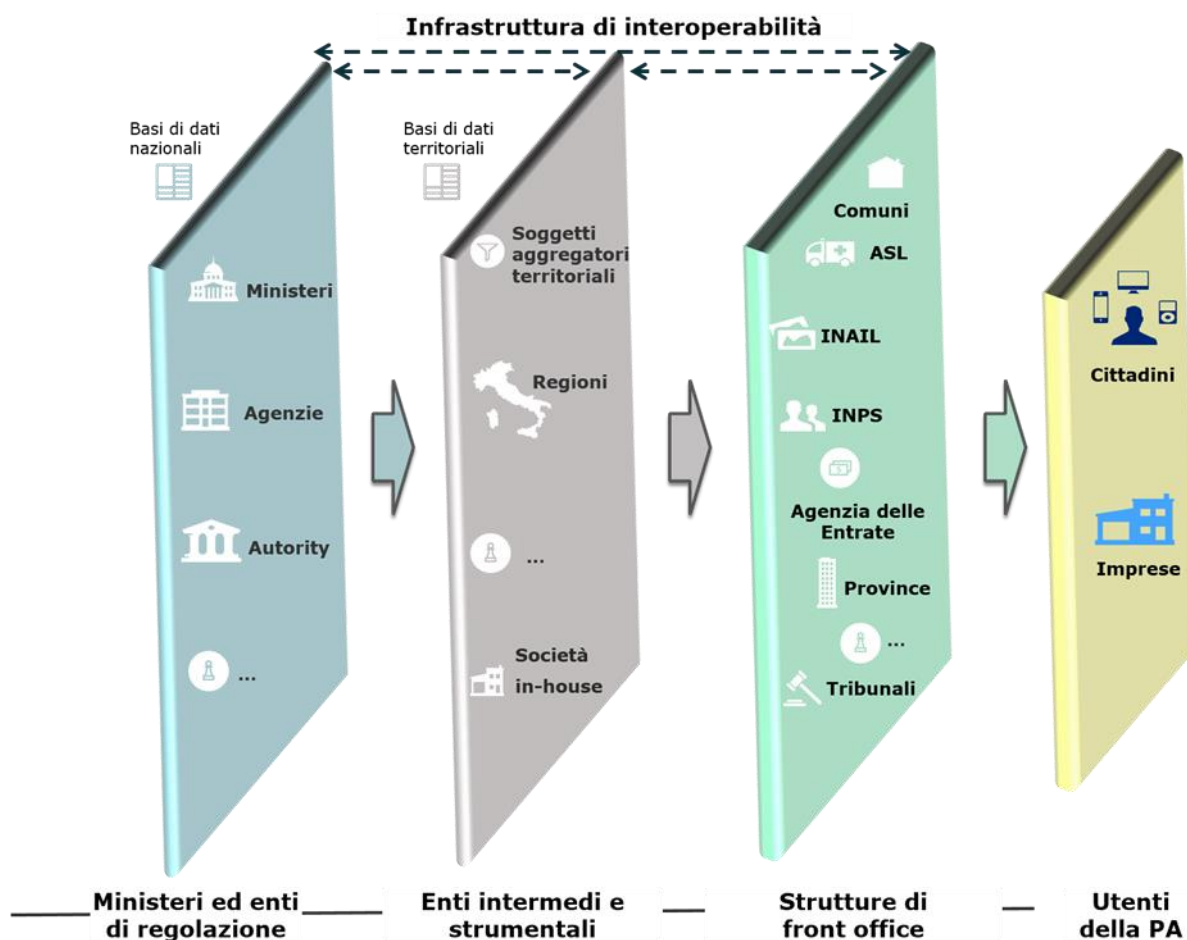 Infrastruttura di interoperabilità
Basi di dati
nazionali
Ministeri
Agenzie
Autority
...
Basi di dati
territoriali
Soggetti
aggregatori
territoriali
Regioni
...
Società
in-house
Comuni
ASL
INAIL
INPS
Agenzia delle
Entrate
Province
...
Tribunali
Cittadini
Imprese
Ministeri ed enti
di regolazione
Enti intermedi e
strumentali
Strutture di
front office
Utenti
della PA